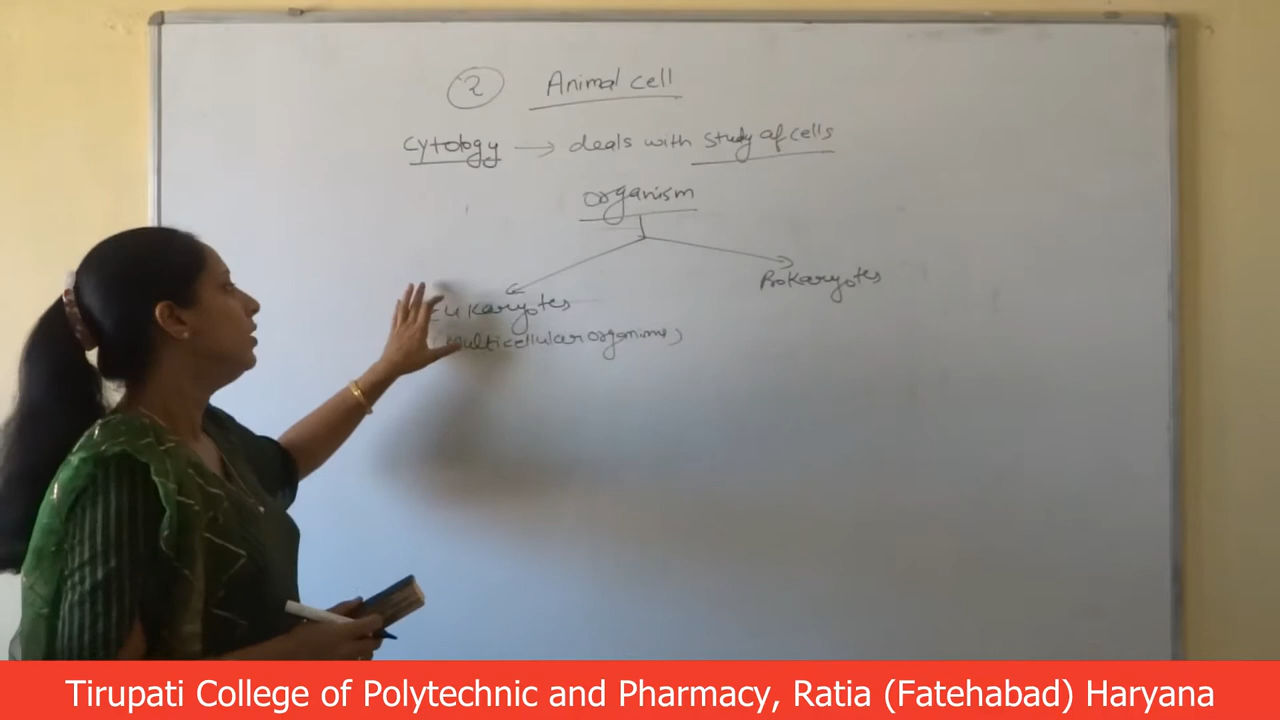 2 Animal cell
Cytology → deals with study of cells
organism
Eukaryotes
Prokaryotes
multicellular organims)
Tirupati College of Polytechnic and Pharmacy, Ratia (Fatehabad) Haryana